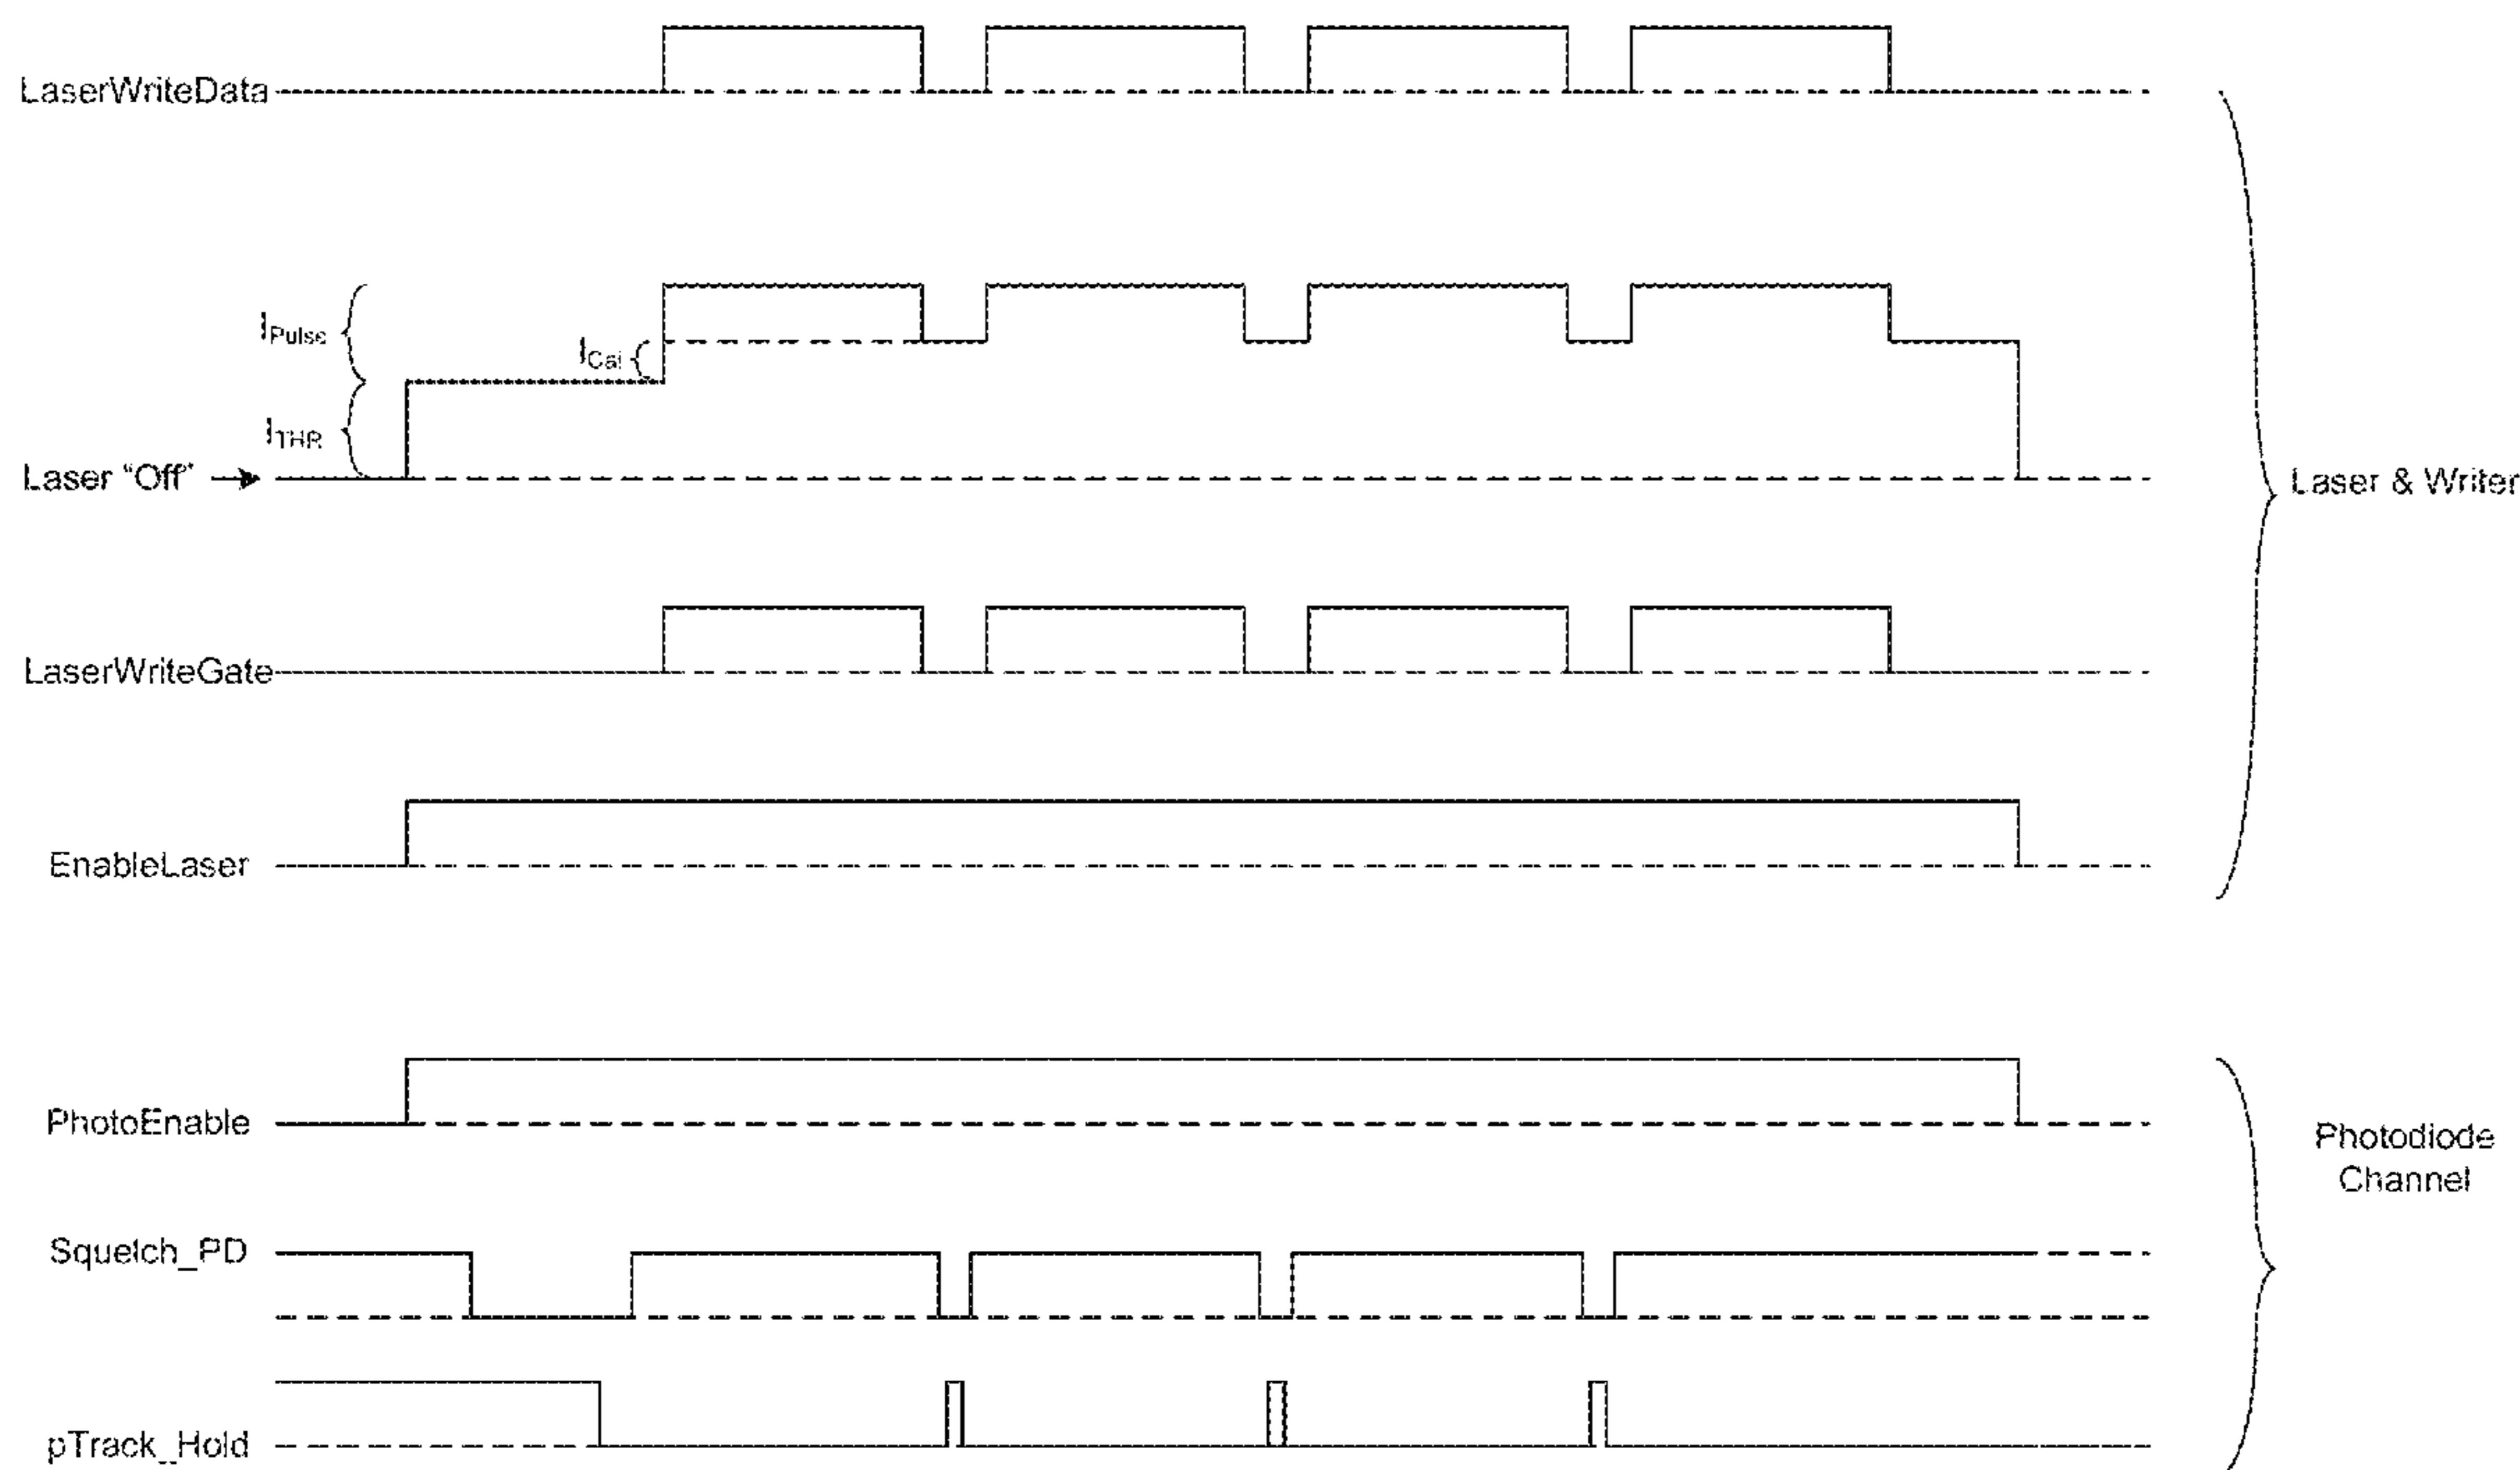 LaserWriteData
IPulse
ICal
ITHR
Laser "Off"
Laser & Writer
LaserWriteGate
EnableLaser
PhotoEnable
Photodiode
Channel
Squelch_PD
pTrack_Hold